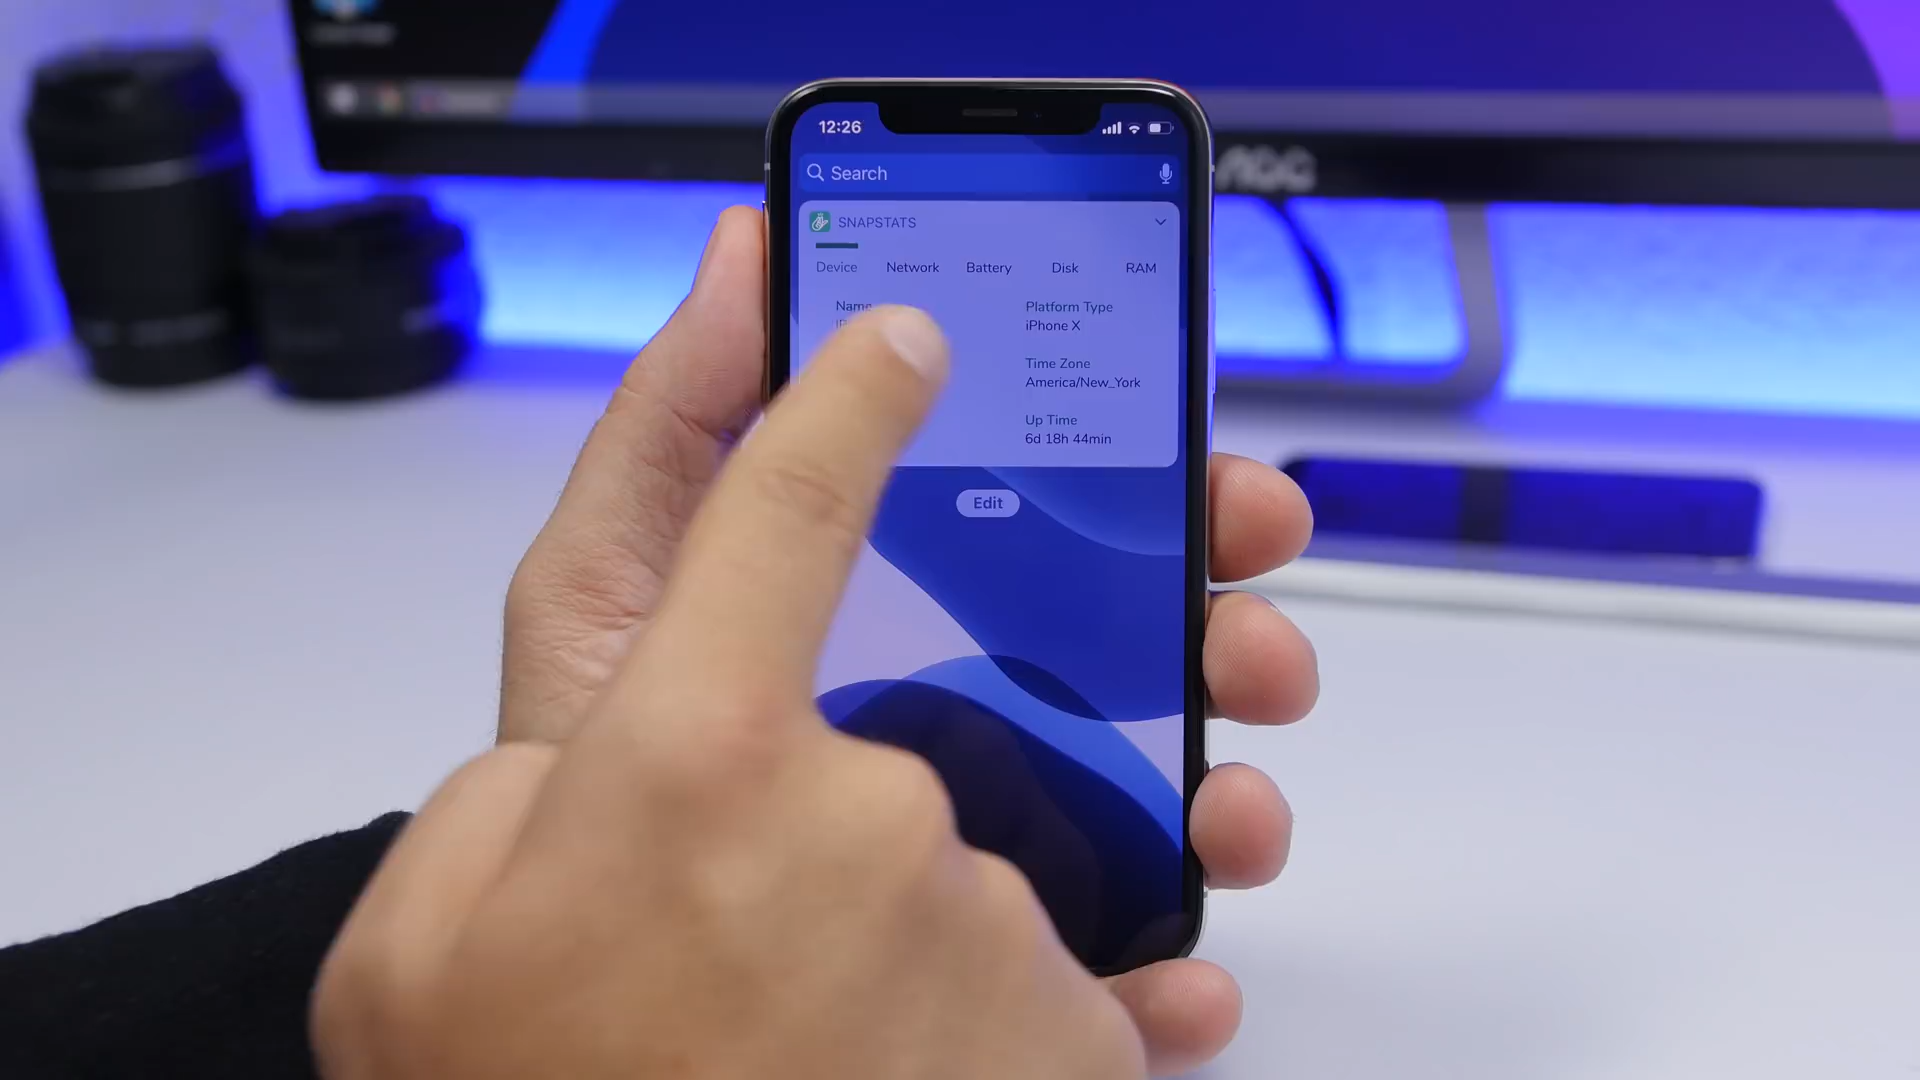 12:26
Search
SNAPSTATS
Device Network Battery Disk RAM
Name
Platform Type
iPhone X
Time Zone
America/New_York
Up Time
6d 18h 44min
Edit
AOC